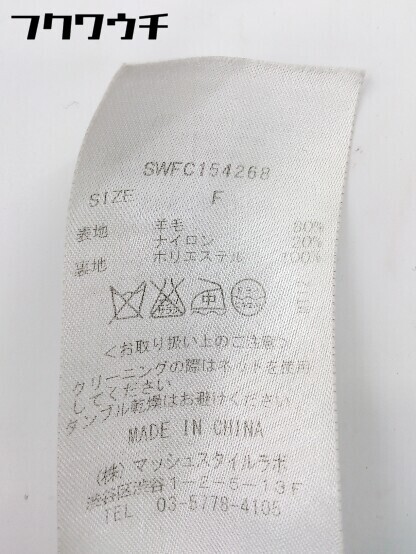 フクワウチ
SWFC154268
SIZE F
表地 羊毛 80%
ナイロン 20%
裏地 ポリエステル 100%
中
<お取り扱い上のご注意>
クリーニングの際はネットを使用
してください
タンブル乾燥はお避けください
MADE IN CHINA
(株)マッシュスタイルラボ
渋谷区渋谷1-2-5-13F
TEL 03-5778-4105